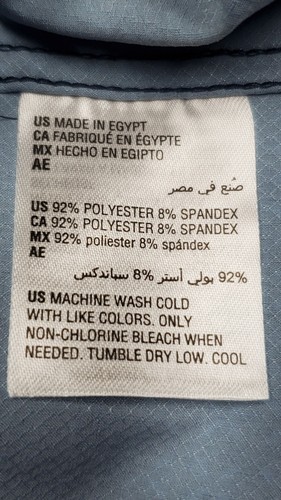 US MADE IN EGYPT
CA FABRIQUÉ EN ÉGYPTE
MX HECHO EN EGIPTO
AE
صُنع في مصر
US 92% POLYESTER 8% SPANDEX
CA 92% POLYESTER 8% SPANDEX
MX 92% poliester 8% spándex
AE
92% بولي أستر 8% سباندكس
US MACHINE WASH COLD
WITH LIKE COLORS. ONLY
NON-CHLORINE BLEACH WHEN
NEEDED. TUMBLE DRY LOW. COOL